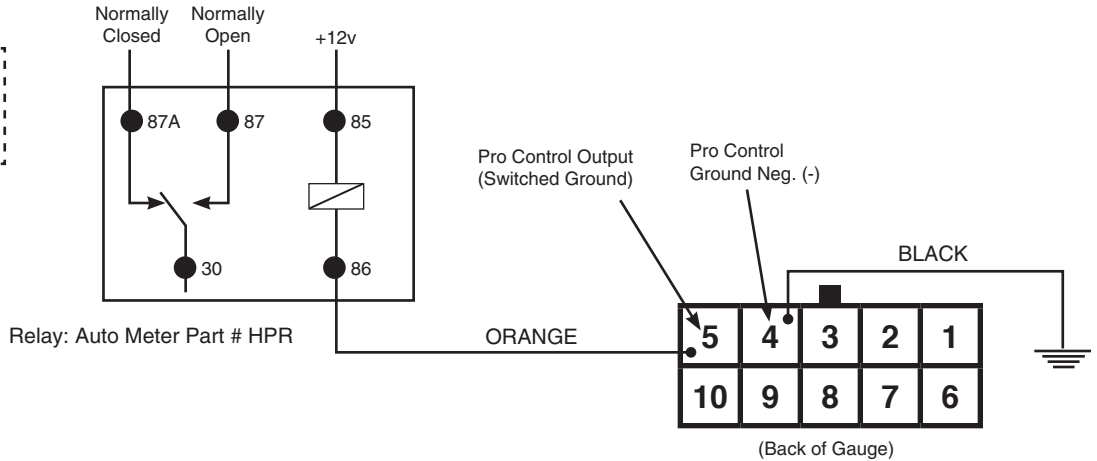 Normally
Closed
Normally
Open
+12v
87A
87
85
30
86
Relay: Auto Meter Part # HPR
ORANGE
Pro Control Output
(Switched Ground)
Pro Control
Ground Neg. (-)
BLACK
5 4 3 2 1
10 9 8 7 6
(Back of Gauge)